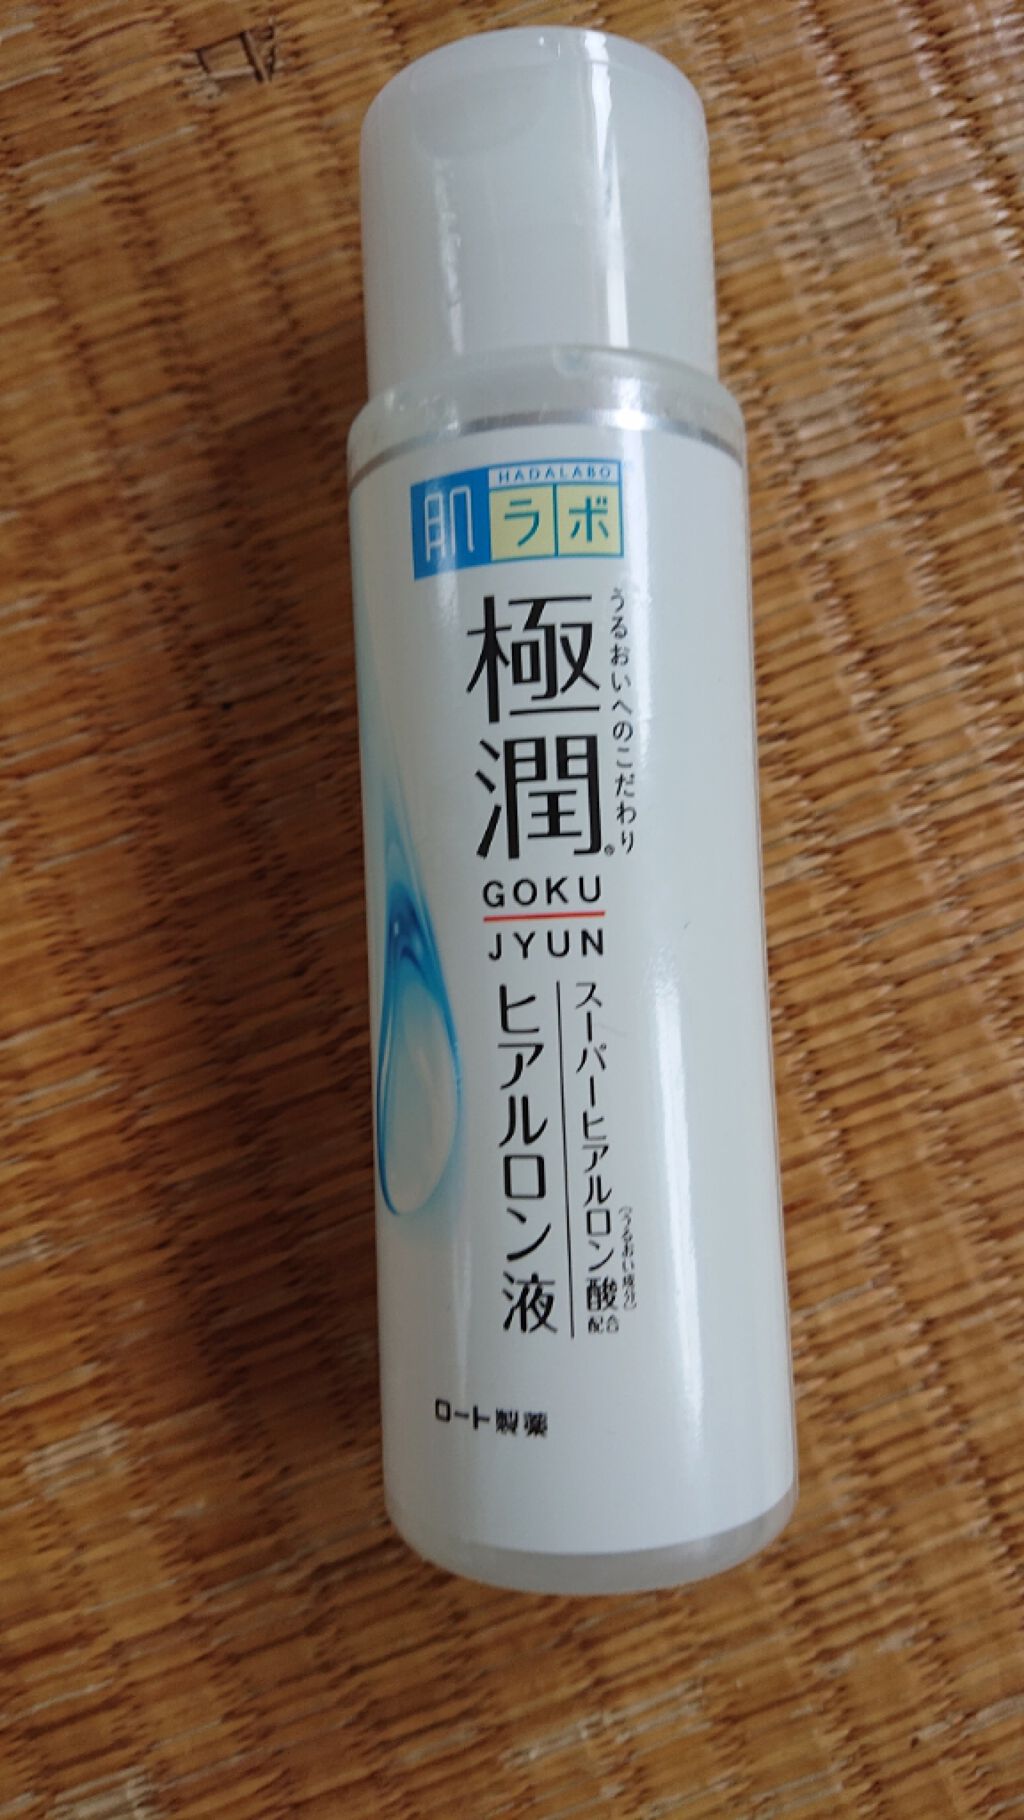 HADALABO
肌ラボ
うるおいへのこだわり
極潤®
GOKU
JYUN
スーパーヒアルロン酸(うるおい成分)配合
ヒアルロン液
ロート製薬